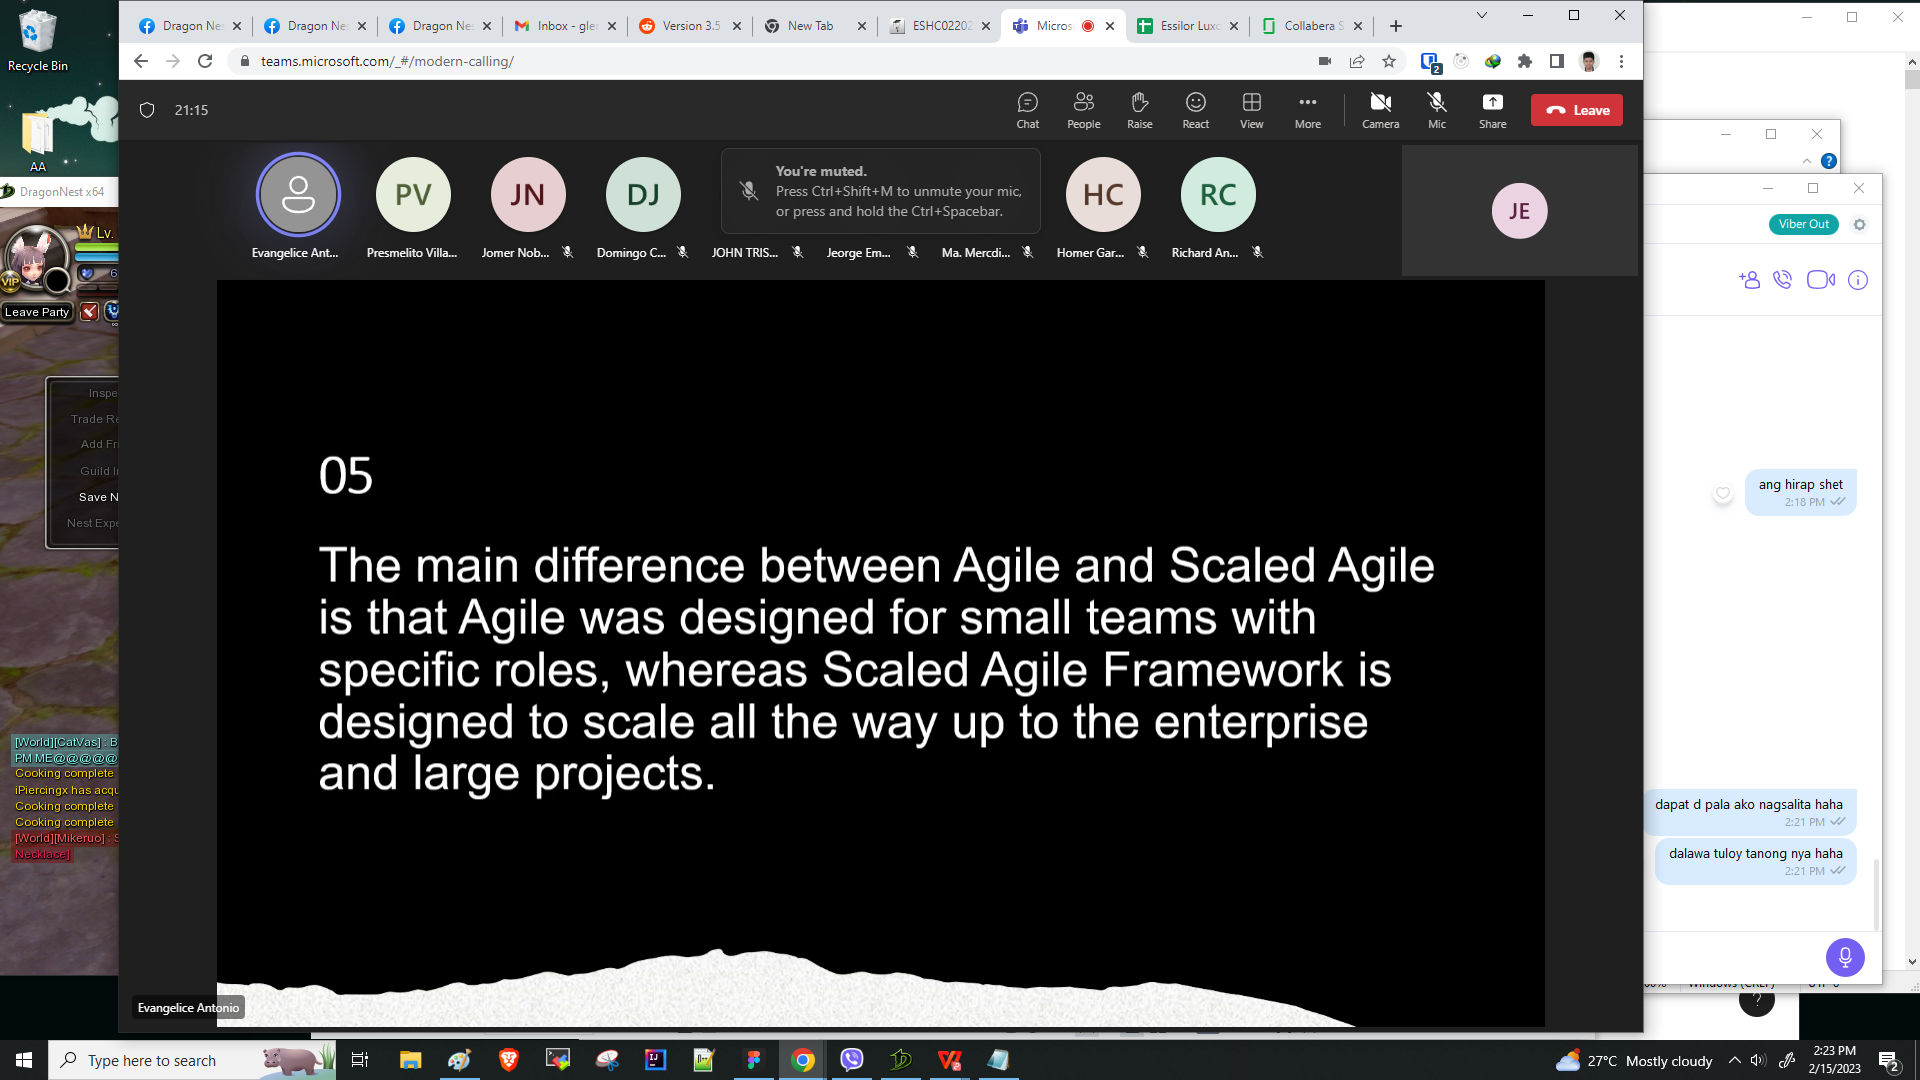 Recycle Bin
AA
DragonNest x64
Lv.
VIP
Leave Party
Save N
[World][CatVas] : B
PM ME@@@@@
Cooking complete
iPiercingx has acqu
Cooking complete
Cooking complete
[World][Mikeruo] : S
Necklace]
Dragon Ne
Dragon Ne
Dragon Ne
Inbox - gle
Version 3.5
New Tab
ESHC02202
Micros
Essilor Luxo
Collabera S
teams.microsoft.com/_#/modern-calling/
2
21:15
Chat
People
Raise
React
View
More
Camera
Mic
Share
Leave
PV
JN
DJ
You're muted.
Press Ctrl+Shift+M to unmute your mic,
or press and hold the Ctrl+Spacebar.
HC
RC
JE
Evangelice Ant...
Presmelito Villa...
Jomer Nob...
Domingo C...
JOHN TRIS...
Jeorge Em...
Ma. Mercdi...
Homer Gar...
Richard An...
05
The main difference between Agile and Scaled Agile
is that Agile was designed for small teams with
specific roles, whereas Scaled Agile Framework is
designed to scale all the way up to the enterprise
and large projects.
Evangelice Antonio
Viber Out
ang hirap shet
2:18 PM
dapat d pala ako nagsalita haha
2:21 PM
dalawa tuloy tanong nya haha
2:21 PM
Type here to search
27°C Mostly cloudy
2:23 PM
2/15/2023
2